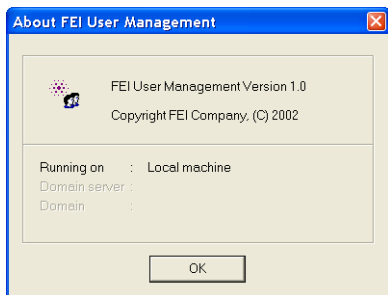 About FEI User Management
FEI User Management Version 1.0
Copyright FEI Company, (C) 2002
Running on : Local machine
Domain server :
Domain :
OK